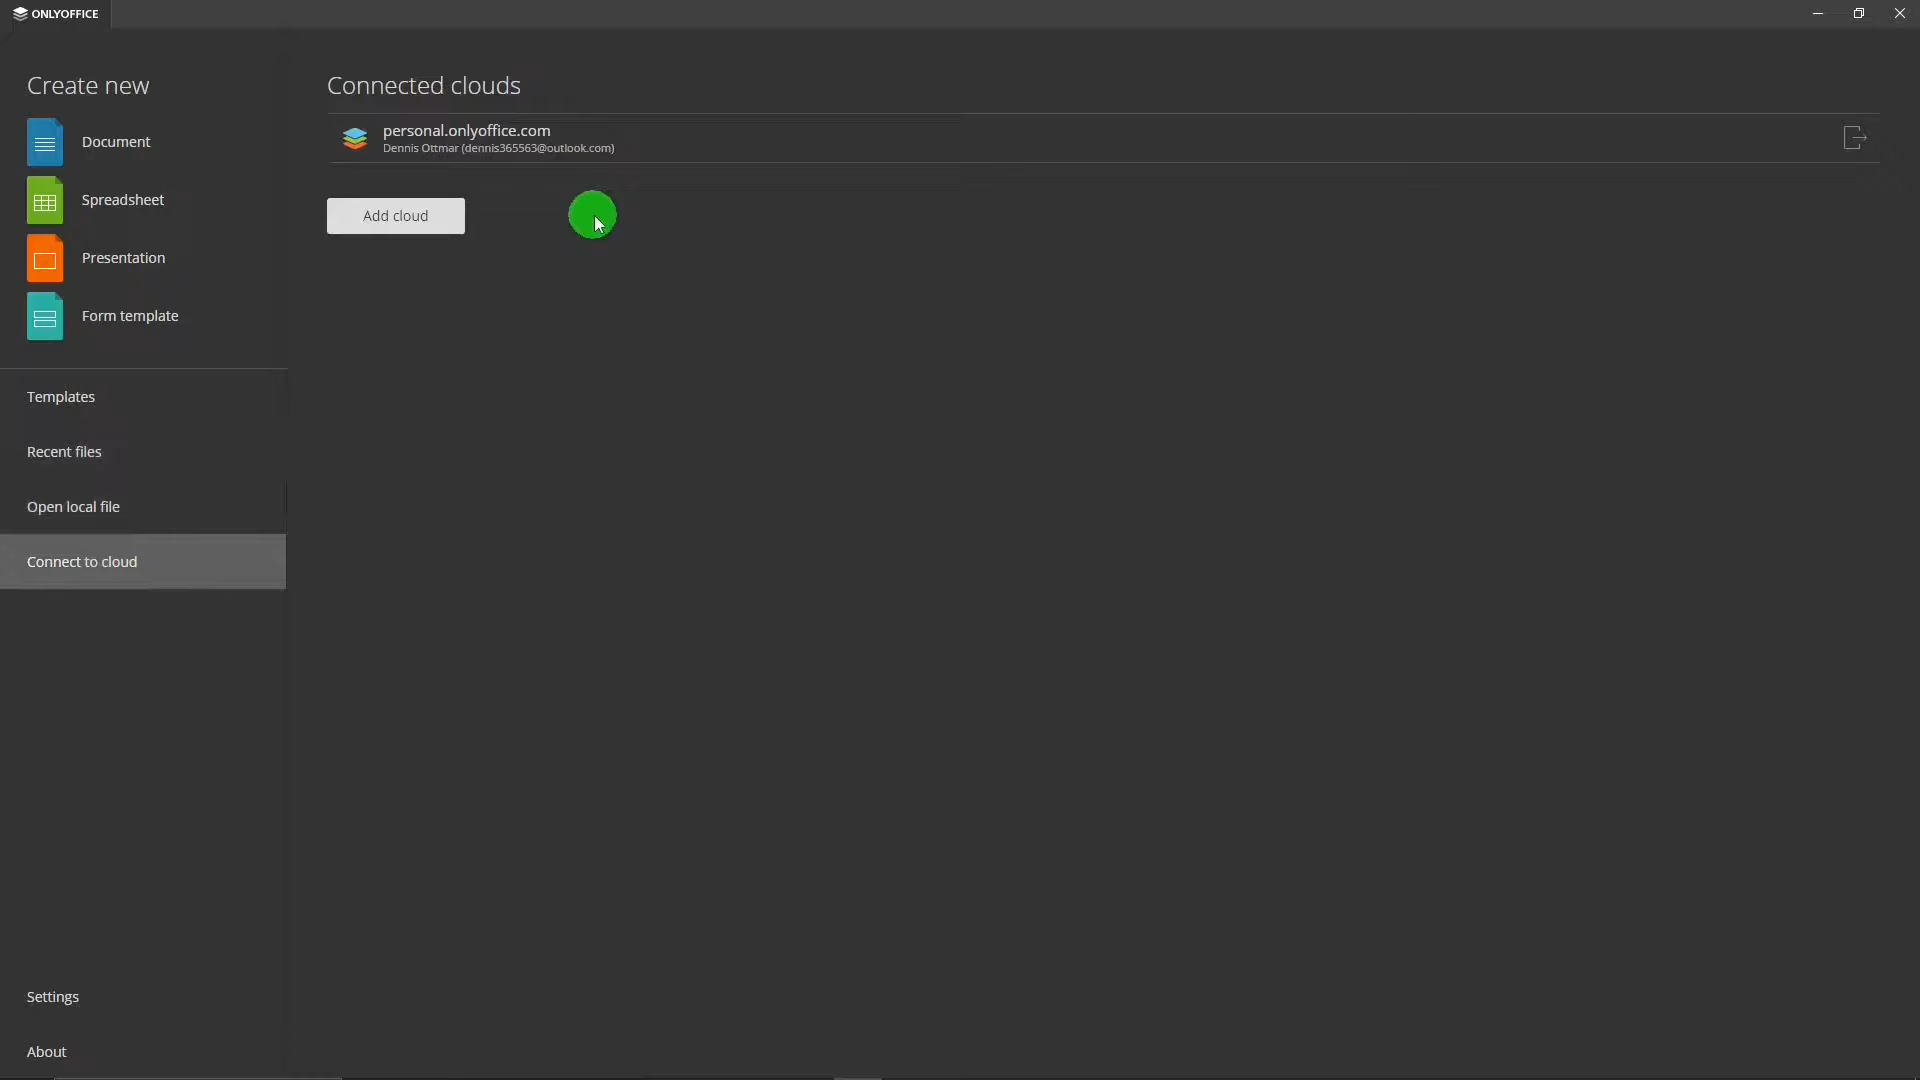 ONLYOFFICE
Create new
Document
Spreadsheet
Presentation
Form template
Templates
Recent files
Open local file
Connect to cloud
Settings
About
Connected clouds
personal.onlyoffice.com
Dennis Ottmar (dennis365563@outlook.com)
Add cloud